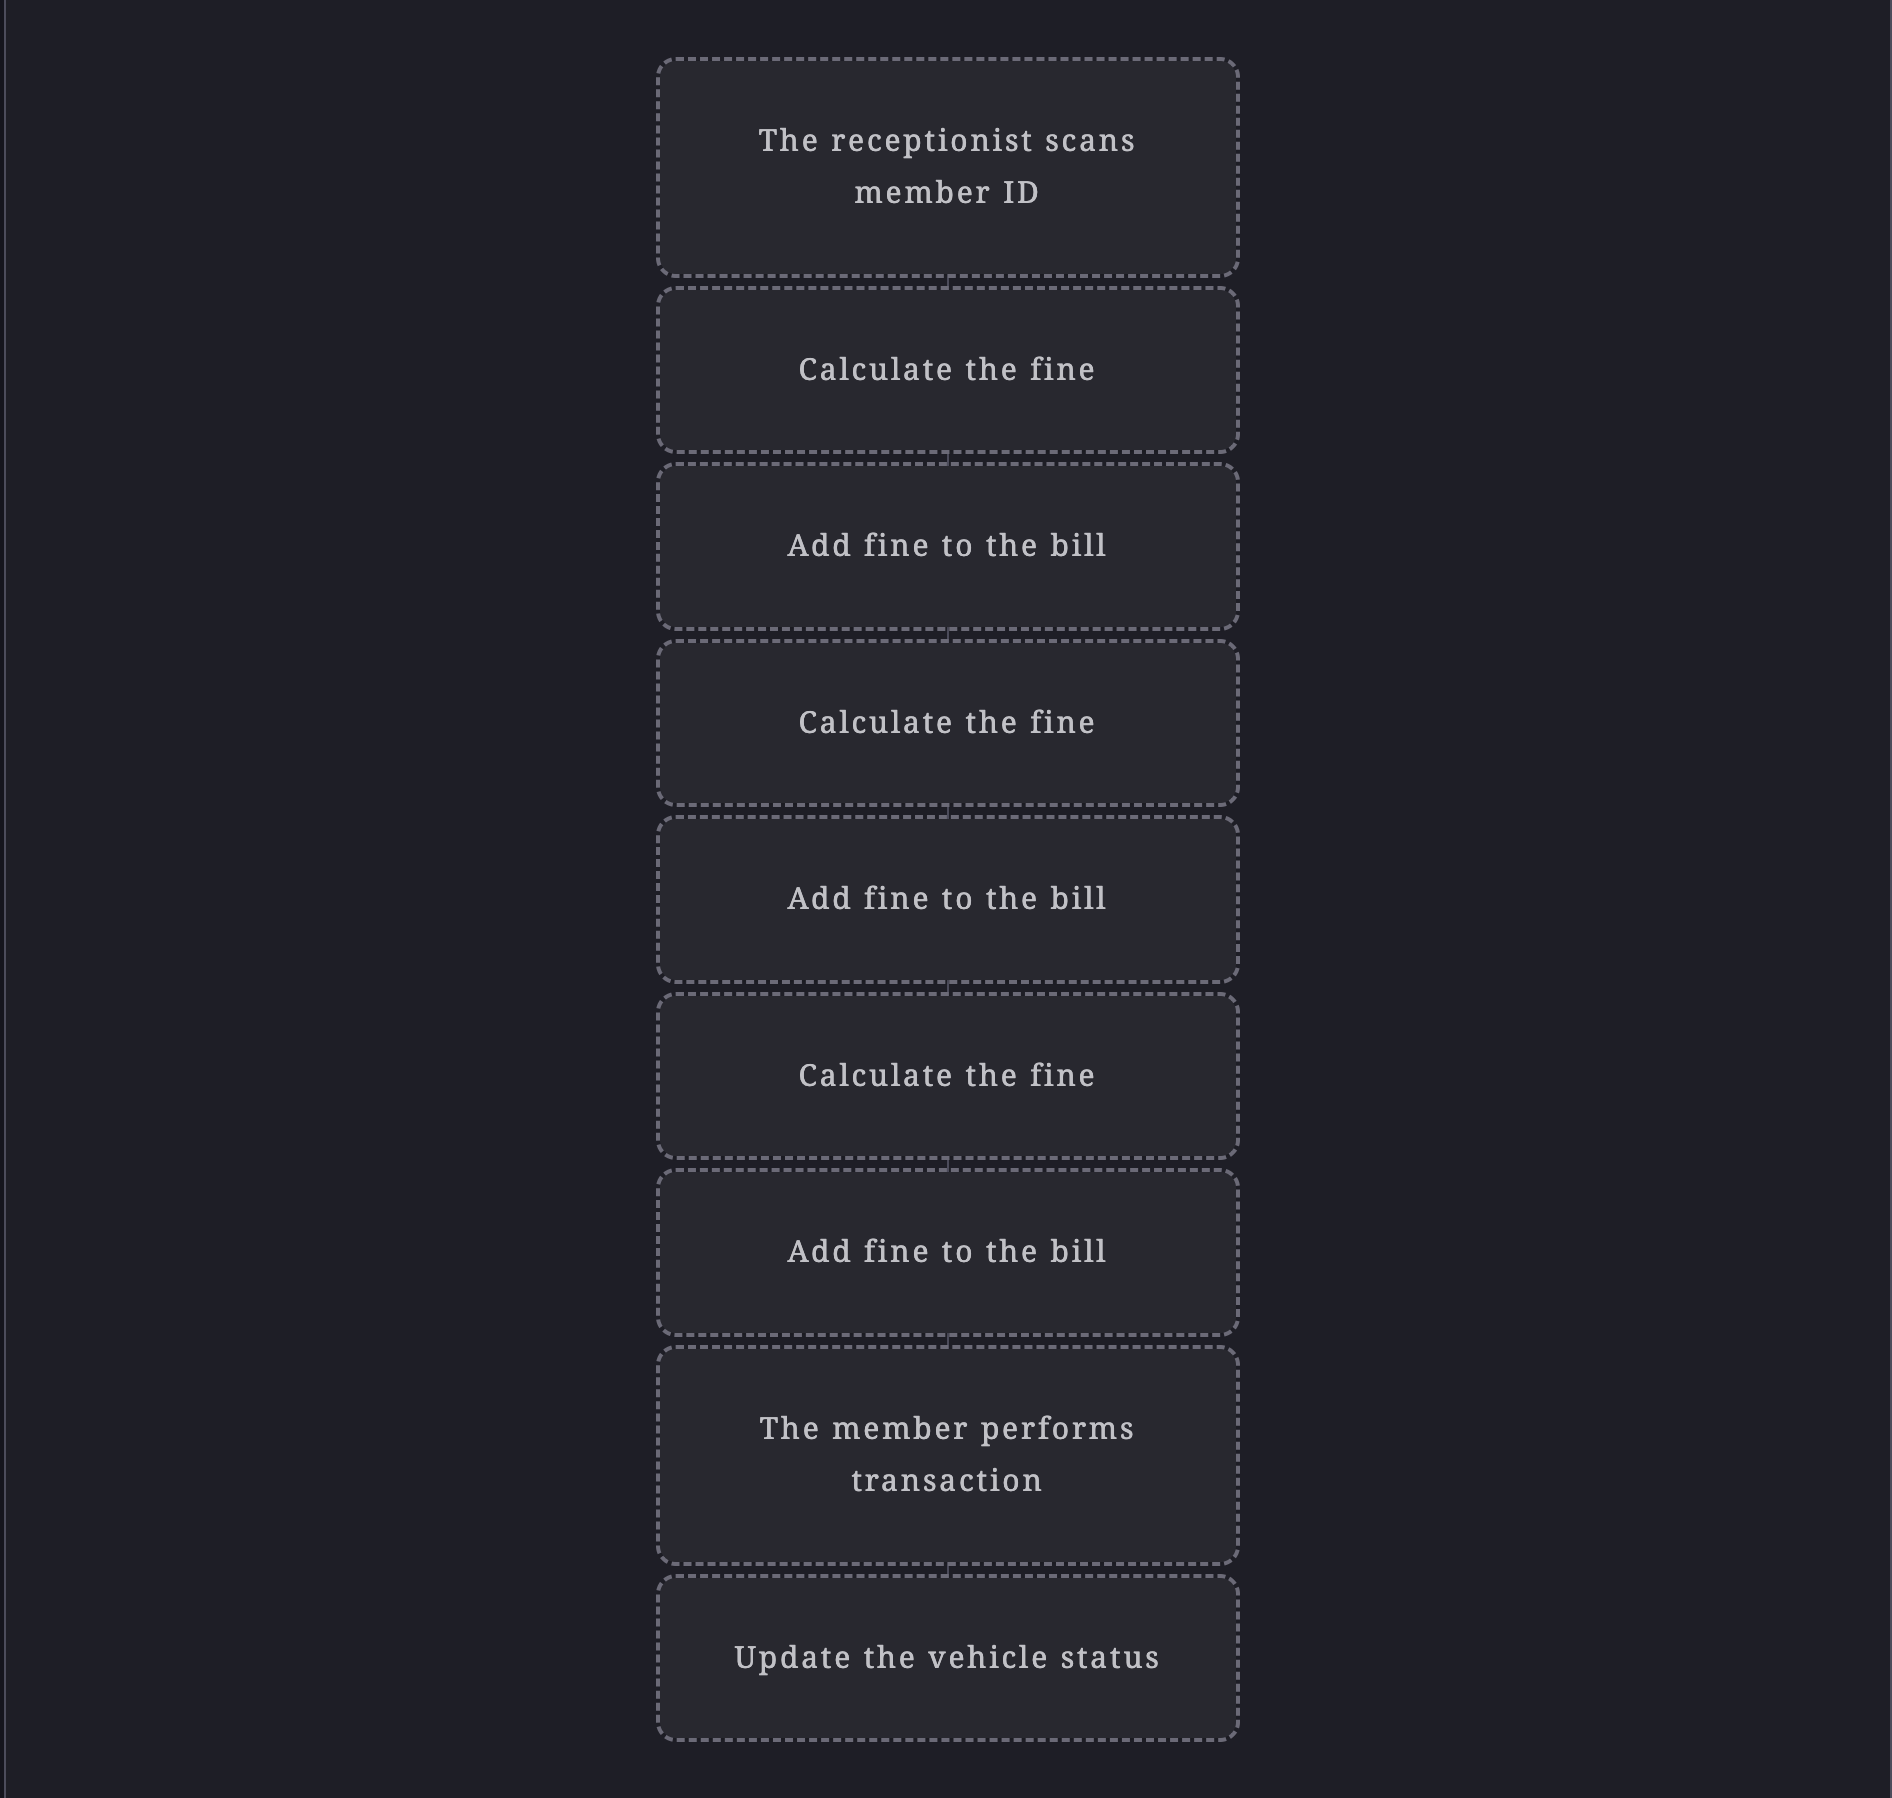 The receptionist scans
member ID
Calculate the fine
Add fine to the bill
Calculate the fine
Add fine to the bill
Calculate the fine
Add fine to the bill
The member performs
transaction
Update the vehicle status